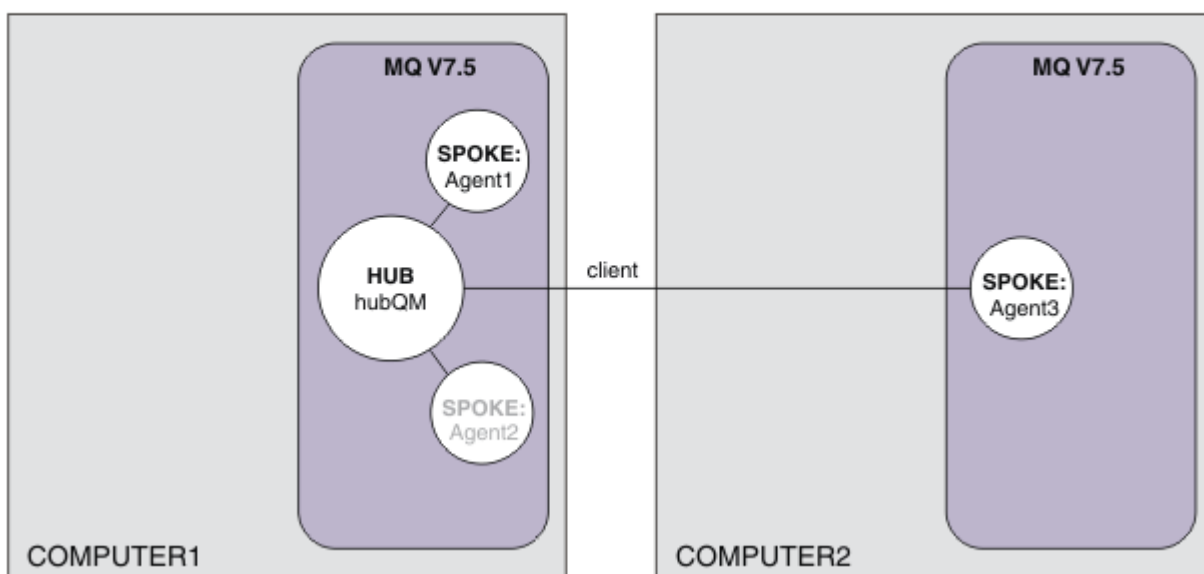 MQ V7.5
SPOKE:
Agent1
HUB
hubQM
SPOKE:
Agent2
COMPUTER1
client
MQ V7.5
SPOKE:
Agent3
COMPUTER2